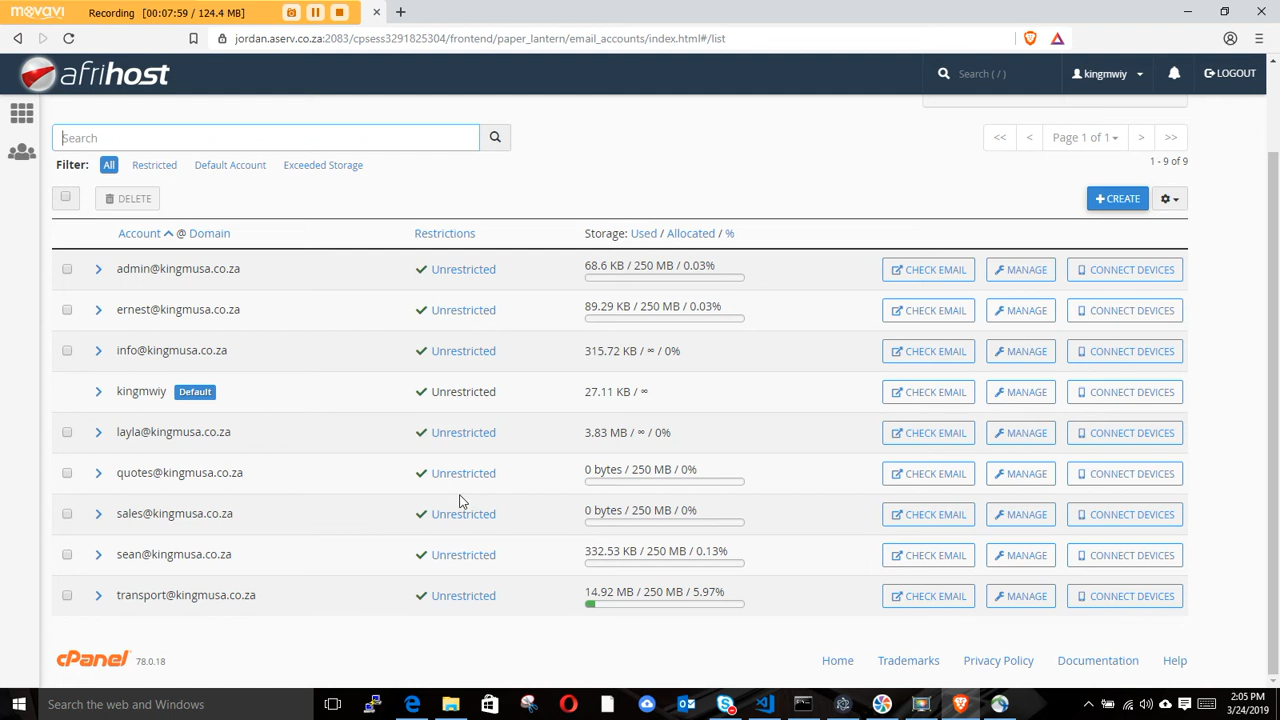 movavi Recording [00:07:59 / 124.4 MB]
jordan.aserv.co.za:2083/cpsess3291825304/frontend/paper_lantern/email_accounts/index.html#/list
afrihost Search ( / ) kingmwiy LOGOUT
Search << < Page 1 of 1 > >>
Filter: All Restricted Default Account Exceeded Storage 1 - 9 of 9
DELETE + CREATE
Account @ Domain Restrictions Storage: Used / Allocated / %
admin@kingmusa.co.za Unrestricted 68.6 KB / 250 MB / 0.03% CHECK EMAIL MANAGE CONNECT DEVICES
ernest@kingmusa.co.za Unrestricted 89.29 KB / 250 MB / 0.03% CHECK EMAIL MANAGE CONNECT DEVICES
info@kingmusa.co.za Unrestricted 315.72 KB / ∞ / 0% CHECK EMAIL MANAGE CONNECT DEVICES
kingmwiy Default Unrestricted 27.11 KB / ∞ CHECK EMAIL MANAGE CONNECT DEVICES
layla@kingmusa.co.za Unrestricted 3.83 MB / ∞ / 0% CHECK EMAIL MANAGE CONNECT DEVICES
quotes@kingmusa.co.za Unrestricted 0 bytes / 250 MB / 0% CHECK EMAIL MANAGE CONNECT DEVICES
sales@kingmusa.co.za Unrestricted 0 bytes / 250 MB / 0% CHECK EMAIL MANAGE CONNECT DEVICES
sean@kingmusa.co.za Unrestricted 332.53 KB / 250 MB / 0.13% CHECK EMAIL MANAGE CONNECT DEVICES
transport@kingmusa.co.za Unrestricted 14.92 MB / 250 MB / 5.97% CHECK EMAIL MANAGE CONNECT DEVICES
cPanel 78.0.18 Home Trademarks Privacy Policy Documentation Help
Search the web and Windows 2:05 PM
3/24/2019